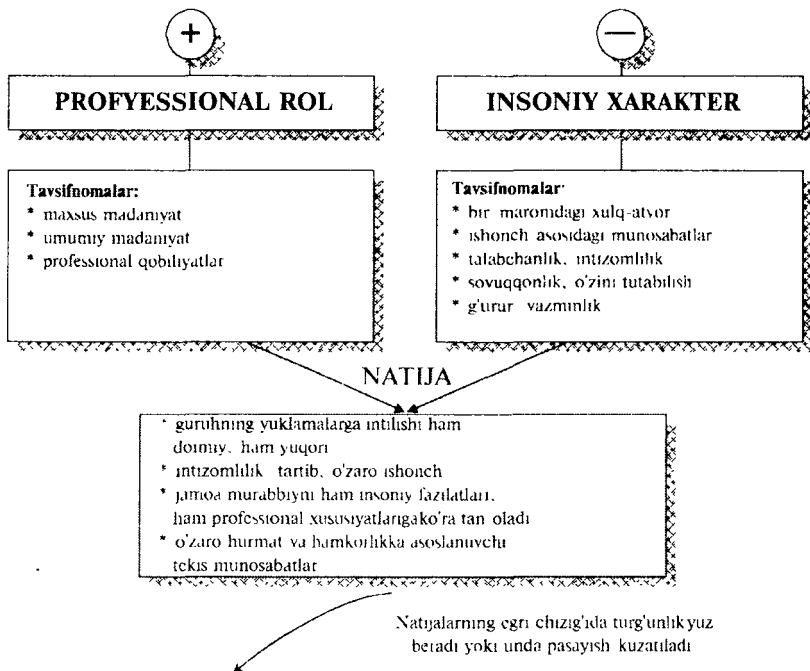 +
—
PROFYESSIONAL ROL
INSONIY XARAKTER
Tavsifnomalar:
* maxsus madaniyat
* umumiy madaniyat
* professional qobiliyatlar
Tavsifnomalar:
* bir maromdagi xulq-atvor
* ishonch asosidagi munosabatlar
* talabchanlik, intizomlilik
* sovuqqonlik, o'zini tutabilish
* g'urur vazminlik
NATIJA
* guruhning yuklamalarga intilishi ham
doimiy, ham yuqori
* intizomlilik tartib, o'zaro ishonch
* jamoa murabbiyni ham insoniy fazilatlari,
ham professional xususiyatlarigako'ra tan oladi
* o'zaro hurmat va hamkorlikka asoslanuvchi
tekis munosabatlar
Natijalarning egri chizig'ida turg'unlik yuz
beradi yoki unda pasayish kuzatiladi